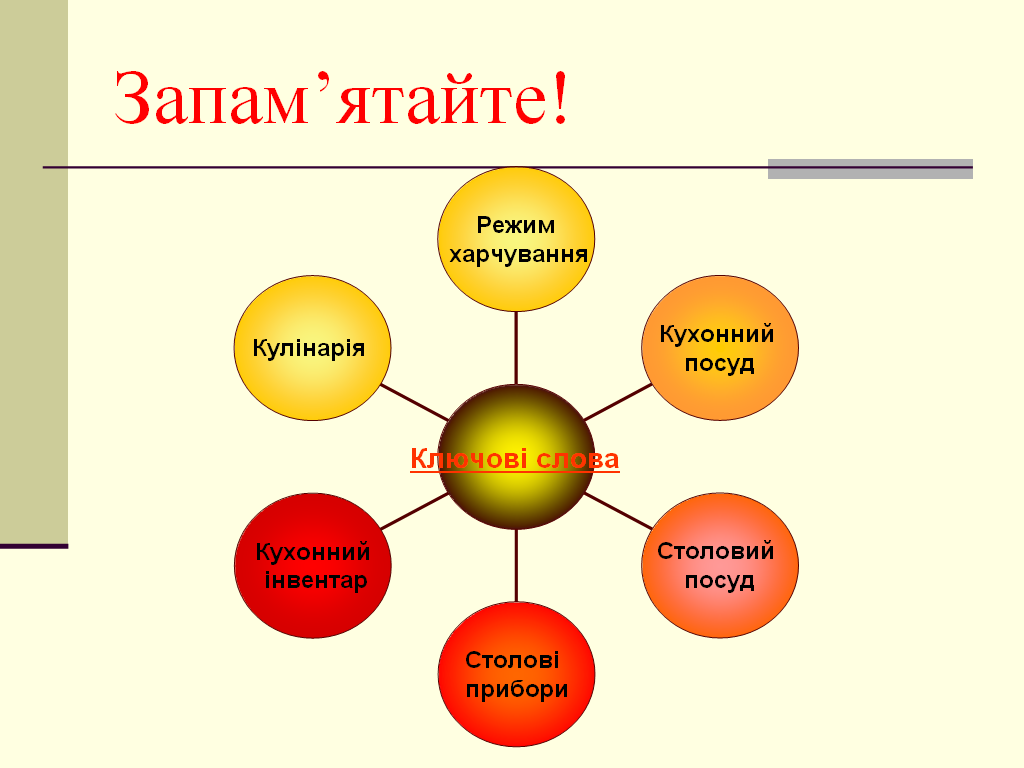 Запам’ятайте!
Режим
харчування
Кухонний
посуд
Столовий
посуд
Столові
прибори
Кухонний
інвентар
Кулінарія
Ключові слова